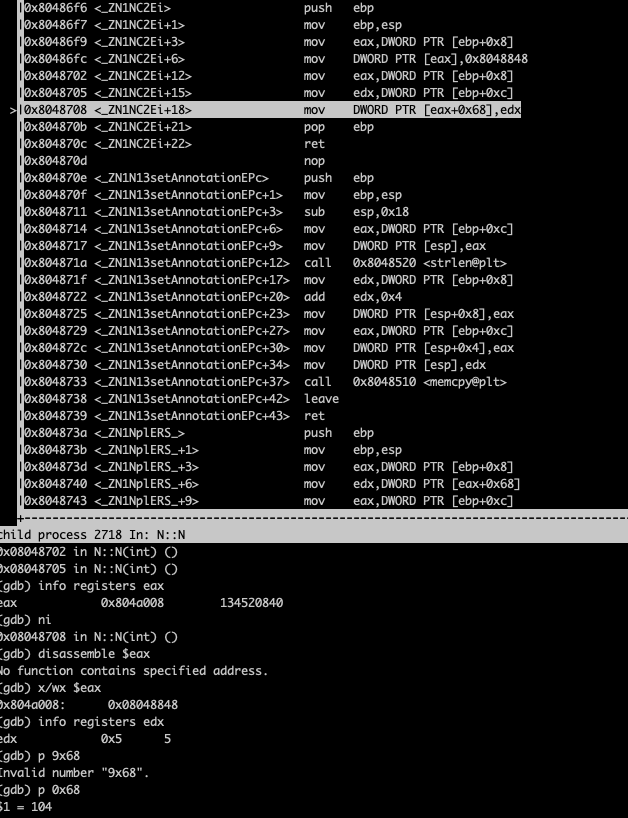 |0x80486f6 <_ZN1NC2Ei> push ebp
|0x80486f7 <_ZN1NC2Ei+1> mov ebp,esp
|0x80486f9 <_ZN1NC2Ei+3> mov eax,DWORD PTR [ebp+0x8]
|0x80486fc <_ZN1NC2Ei+6> mov DWORD PTR [eax],0x8048848
|0x8048702 <_ZN1NC2Ei+12> mov eax,DWORD PTR [ebp+0x8]
|0x8048705 <_ZN1NC2Ei+15> mov edx,DWORD PTR [ebp+0xc]
>|0x8048708 <_ZN1NC2Ei+18> mov DWORD PTR [eax+0x68],edx
|0x804870b <_ZN1NC2Ei+21> pop ebp
|0x804870c <_ZN1NC2Ei+22> ret
|0x804870d nop
|0x804870e <_ZN1N13setAnnotationEPc> push ebp
|0x804870f <_ZN1N13setAnnotationEPc+1> mov ebp,esp
|0x8048711 <_ZN1N13setAnnotationEPc+3> sub esp,0x18
|0x8048714 <_ZN1N13setAnnotationEPc+6> mov eax,DWORD PTR [ebp+0xc]
|0x8048717 <_ZN1N13setAnnotationEPc+9> mov DWORD PTR [esp],eax
|0x804871a <_ZN1N13setAnnotationEPc+12> call 0x8048520 <strlen@plt>
|0x804871f <_ZN1N13setAnnotationEPc+17> mov edx,DWORD PTR [ebp+0x8]
|0x8048722 <_ZN1N13setAnnotationEPc+20> add edx,0x4
|0x8048725 <_ZN1N13setAnnotationEPc+23> mov DWORD PTR [esp+0x8],eax
|0x8048729 <_ZN1N13setAnnotationEPc+27> mov eax,DWORD PTR [ebp+0xc]
|0x804872c <_ZN1N13setAnnotationEPc+30> mov DWORD PTR [esp+0x4],eax
|0x8048730 <_ZN1N13setAnnotationEPc+34> mov DWORD PTR [esp],edx
|0x8048733 <_ZN1N13setAnnotationEPc+37> call 0x8048510 <memcpy@plt>
|0x8048738 <_ZN1N13setAnnotationEPc+42> leave
|0x8048739 <_ZN1N13setAnnotationEPc+43> ret
|0x804873a <_ZN1NplERS_> push ebp
|0x804873b <_ZN1NplERS_+1> mov ebp,esp
|0x804873d <_ZN1NplERS_+3> mov eax,DWORD PTR [ebp+0x8]
|0x8048740 <_ZN1NplERS_+6> mov edx,DWORD PTR [eax+0x68]
|0x8048743 <_ZN1NplERS_+9> mov eax,DWORD PTR [ebp+0xc]
child process 2718 In: N::N
0x08048702 in N::N(int) ()
0x08048705 in N::N(int) ()
(gdb) info registers eax
eax 0x804a008 134520840
(gdb) ni
0x08048708 in N::N(int) ()
(gdb) disassemble $eax
No function contains specified address.
(gdb) x/wx $eax
0x804a008: 0x08048848
(gdb) info registers edx
edx 0x5 5
(gdb) p 9x68
Invalid number "9x68".
(gdb) p 0x68
$1 = 104